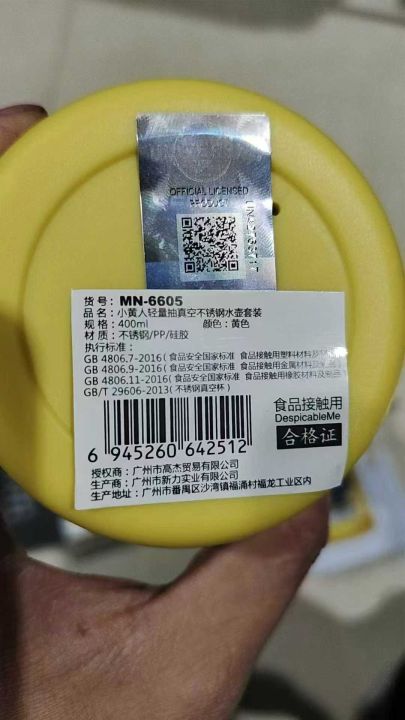 OFFICIAL LICENSED
PRODUCT
货 号：MN-6605
品 名：小黄人轻量抽真空不锈钢水壶套装
规 格：400ml 颜色：黄色
材 质：不锈钢/PP/硅胶
执行标准：
GB 4806.7-2016( 食品安全国家标准 食品接触用塑料材料及
GB 4806.9-2016( 食品安全国家标准 食品接触用金属材料及
GB 4806.11-2016( 食品安全国家标准 食品接触用橡胶材料及
GB/T 29606-2013( 不锈钢真空杯 )
食品接触用
DespicableMe
合格证
6 945260 642512
授权商：广州市高杰贸易有限公司
生产商：广州市新力实业有限公司
生产地址：广州市番禺区沙湾镇福涌村福龙工业区内